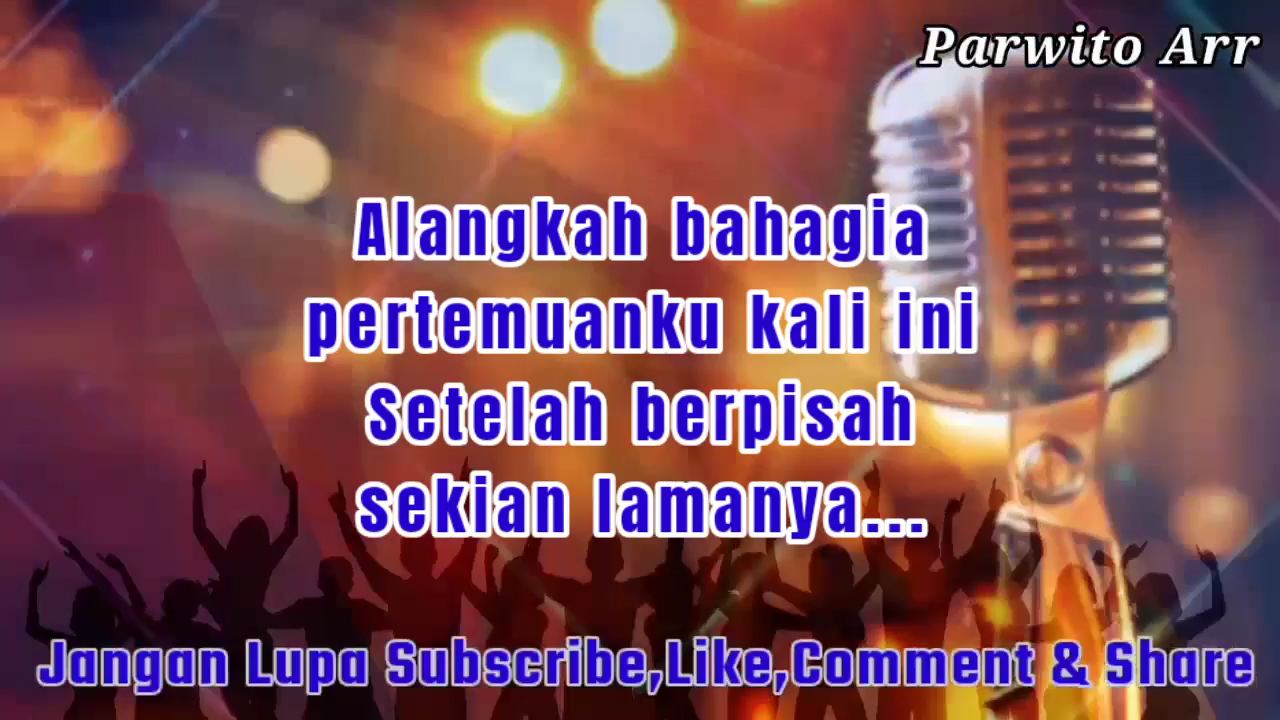 Parwito Arr
Alangkah bahagia
pertemuanku kali ini
Setelah berpisah
sekian lamanya...
Jangan Lupa Subscribe,Like,Comment & Share